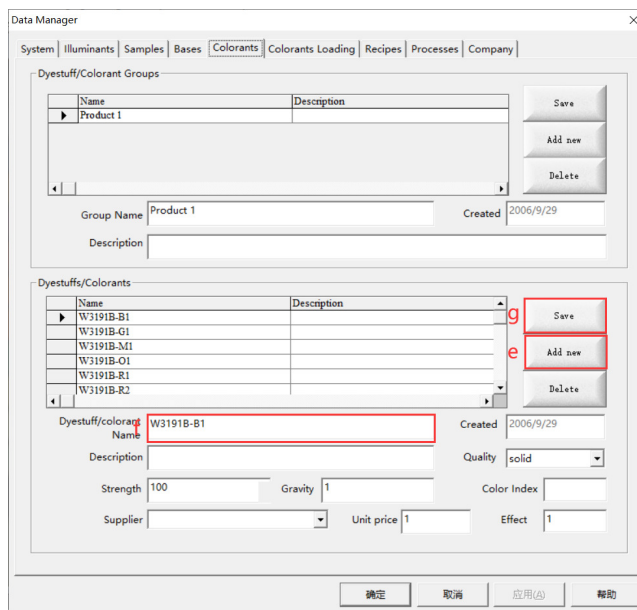 Data Manager
System Illuminants Samples Bases Colorants Colorants Loading Recipes Processes Company
Dyestuff/Colorant Groups
Name Description
Product 1
Save
Add new
Delete
Group Name Product 1 Created 2006/9/29
Description
Dyestuffs/Colorants
Name Description
W3191B-B1
W3191B-G1
W3191B-M1
W3191B-O1
W3191B-R1
W3191B-R2
g Save
e Add new
Delete
Dyestuff/colorant
Name
f
W3191B-B1
Created 2006/9/29
Description Quality solid
Strength 100 Gravity 1 Color Index
Supplier Unit price 1 Effect 1
确定 取消 应用(A) 帮助